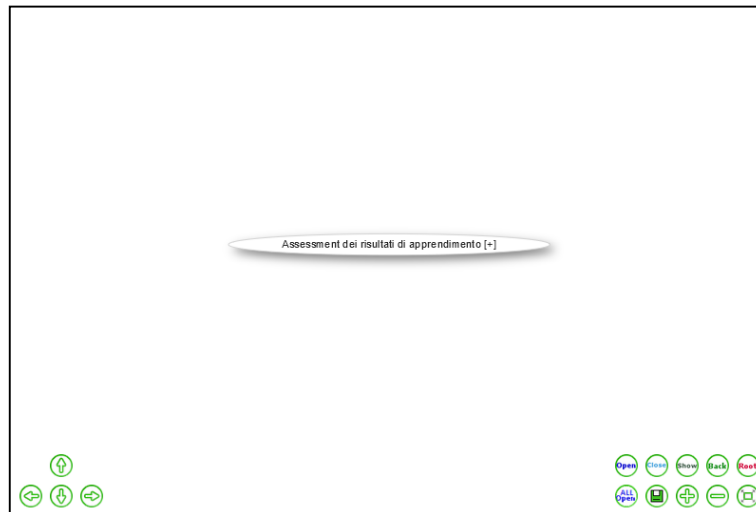 Assessment dei risultati di apprendimento [+]
Open Close Show Back Root
ALL
Open